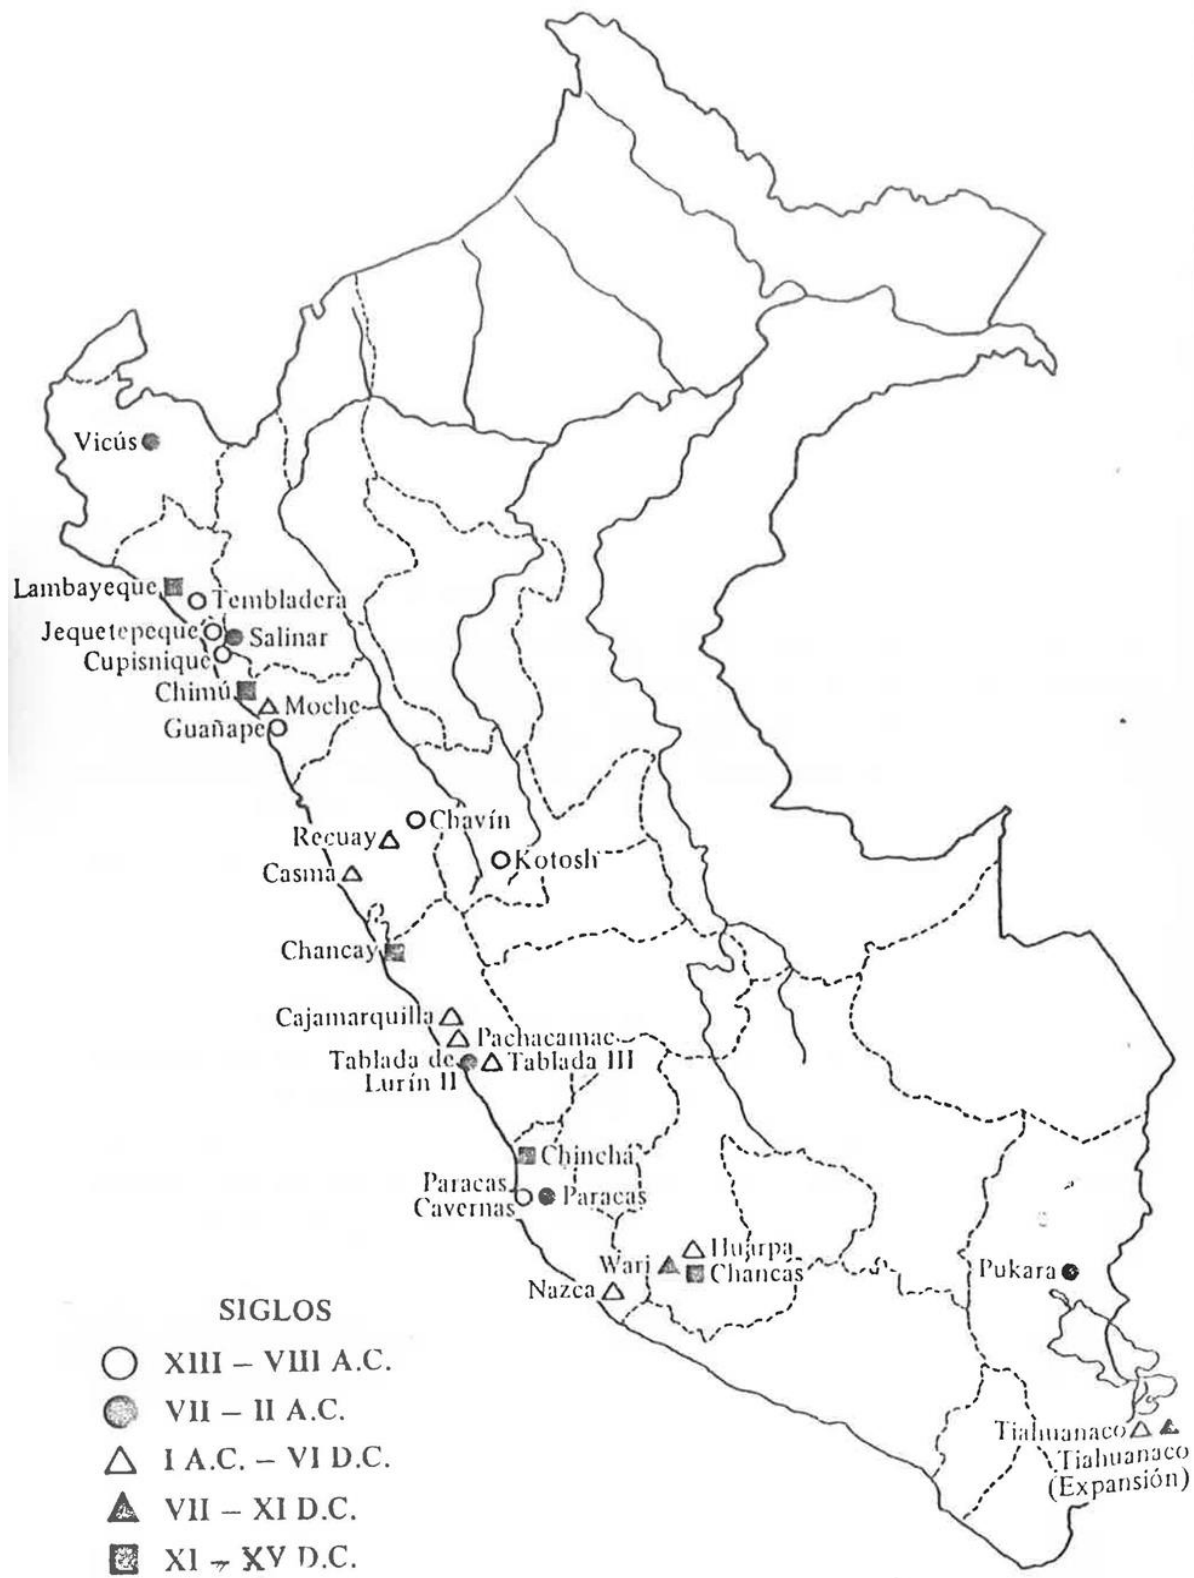 Vicús
Lambayeque
Tembladera
Jequetepeque
Salinar
Cupisnique
Chimú
Moche
Guañape
Chavín
Recuay
Kotosh
Casma
Chancay
Cajamarquilla
Pachacamac
Tablada de
Lurín II
Tablada III
Chinchá
Paracas
Cavernas
Paracas
Huarpa
Wari
Chancas
Nazca
Pukara
Tiahuanaco
Tiahuanaco
(Expansión)
SIGLOS
XIII – VIII A.C.
VII – II A.C.
I A.C. – VI D.C.
VII – XI D.C.
XI – XV D.C.